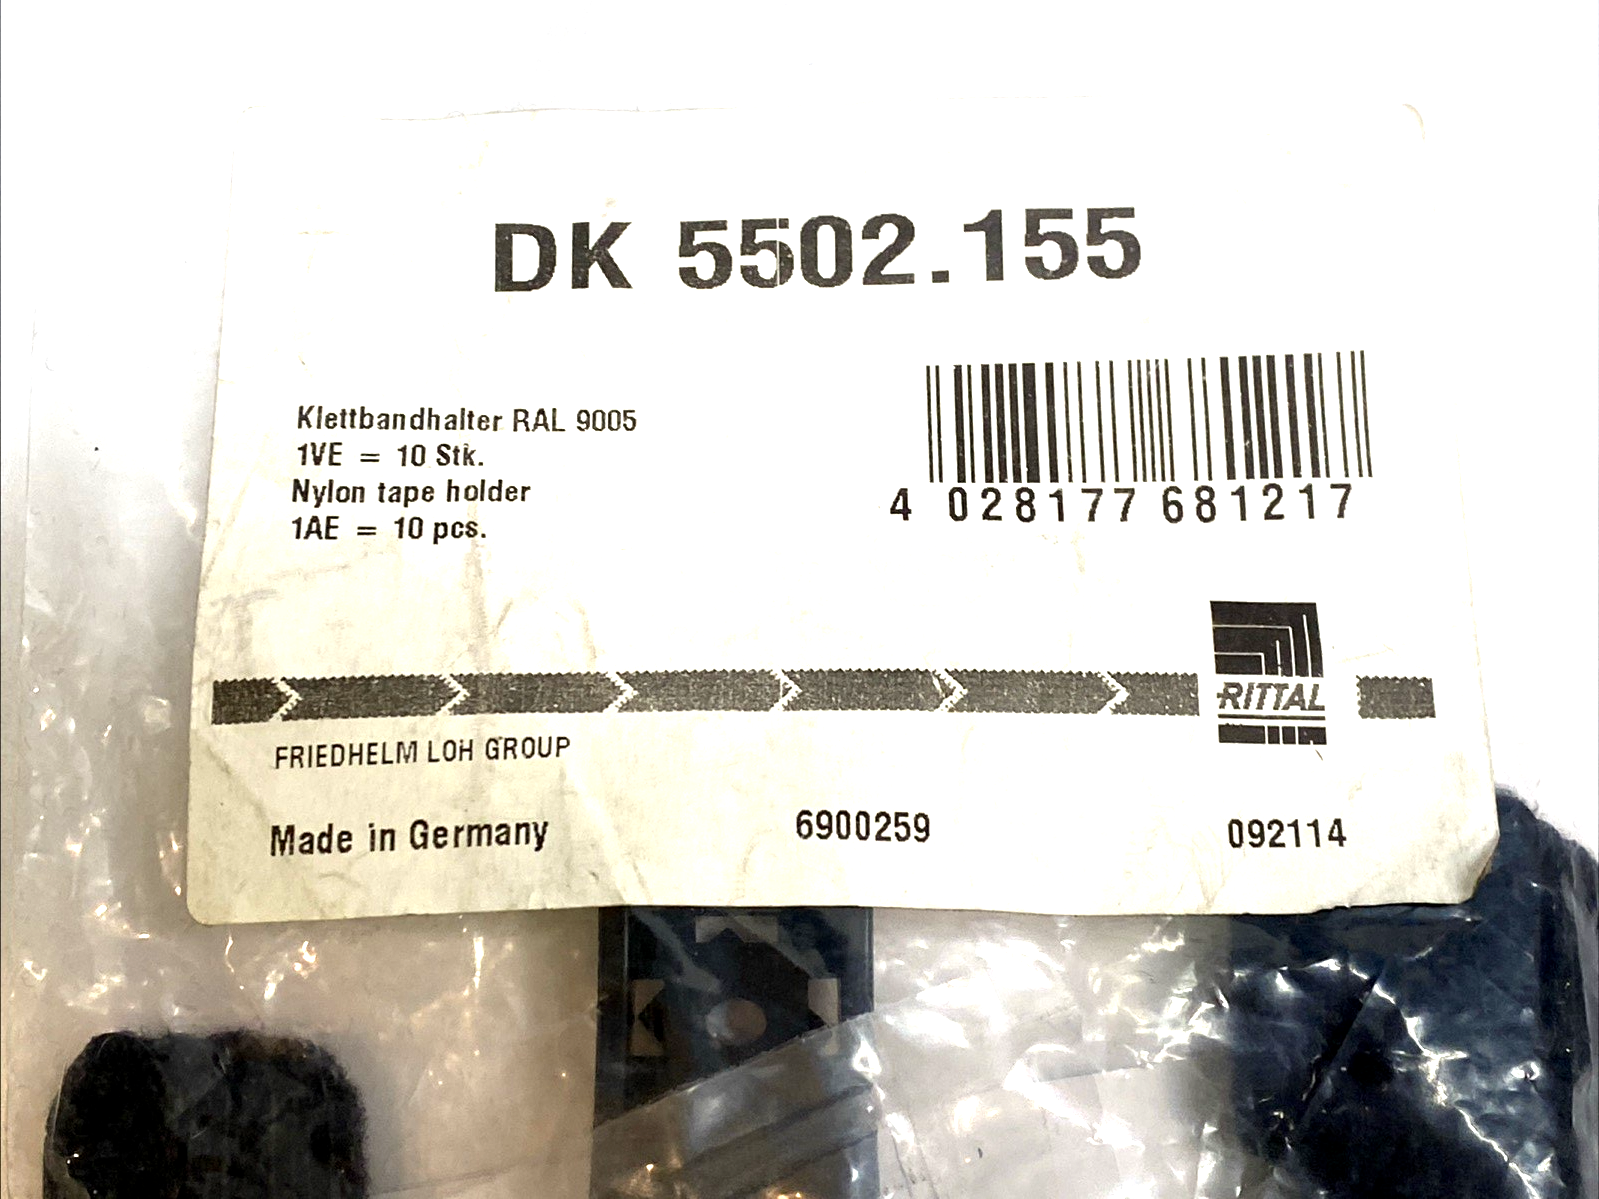 DK 5502.155
Klettbandhalter RAL 9005
1VE = 10 Stk.
Nylon tape holder
1AE = 10 pcs.
4 028177 681217
RITTAL
FRIEDHELM LOH GROUP
Made in Germany 6900259 092114